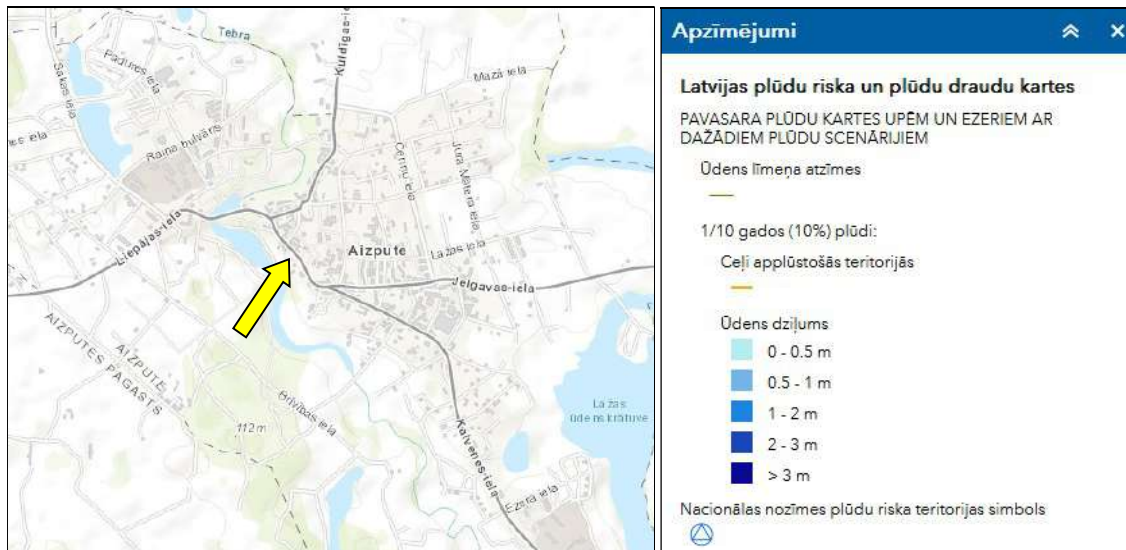 Tebra
Kuldīgas-ie
Sakas iela
Padures iela
Mazā iela
Raiņa bulvāris
Ceriņu iela
Jura Mātera iela
Liepājas-iela
Aizpute
Lažas iela
Jelgavas-iela
AIZPUTE
AIZPUTES PAGASTS
Brīvības iela
112m
Lažas
ūdenskrātuve
Kalvenes-iela
Ezera iela
Apzīmējumi
Latvijas plūdu riska un plūdu draudu kartes
PAVASARA PLŪDU KARTES UPĒM UN EZERIEM AR
DAŽĀDIEM PLŪDU SCENĀRIJIEM
Ūdens līmeņa atzīmes
1/10 gados (10%) plūdi:
Ceļi applūstošās teritorijās
Ūdens dziļums
0 - 0.5 m
0.5 - 1 m
1 - 2 m
2 - 3 m
> 3 m
Nacionālas nozīmes plūdu riska teritorijas simbols